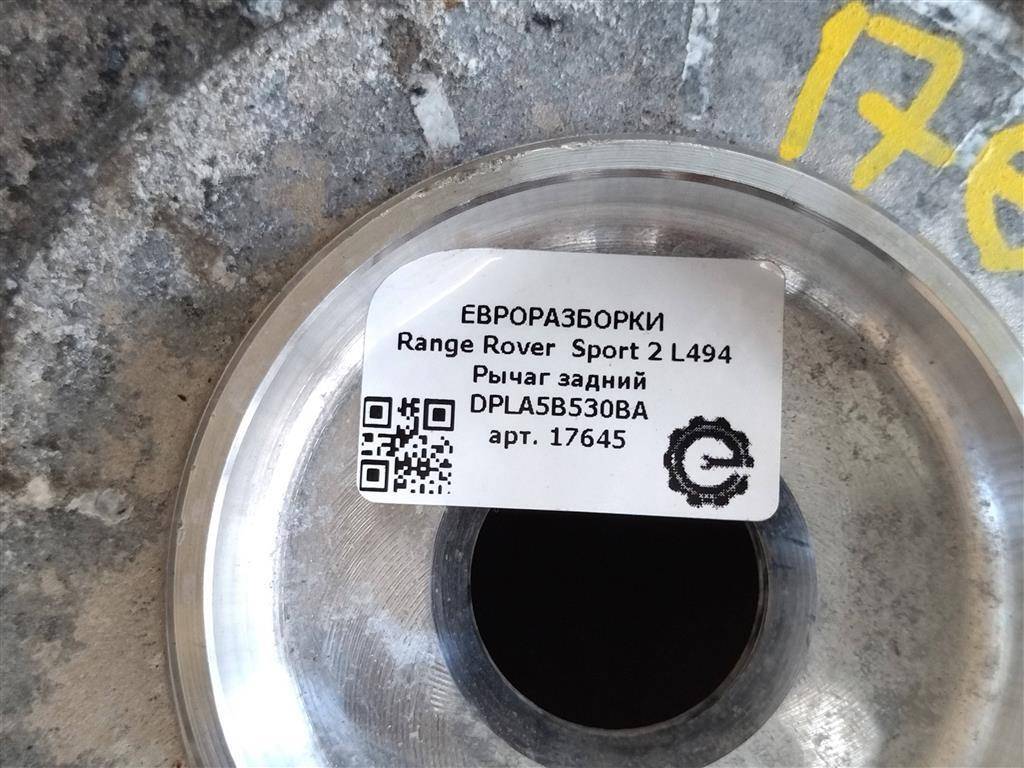 ЕВРОРАЗБОРКИ
Range Rover Sport 2 L494
Рычаг задний
DPLA5B530BA
арт. 17645